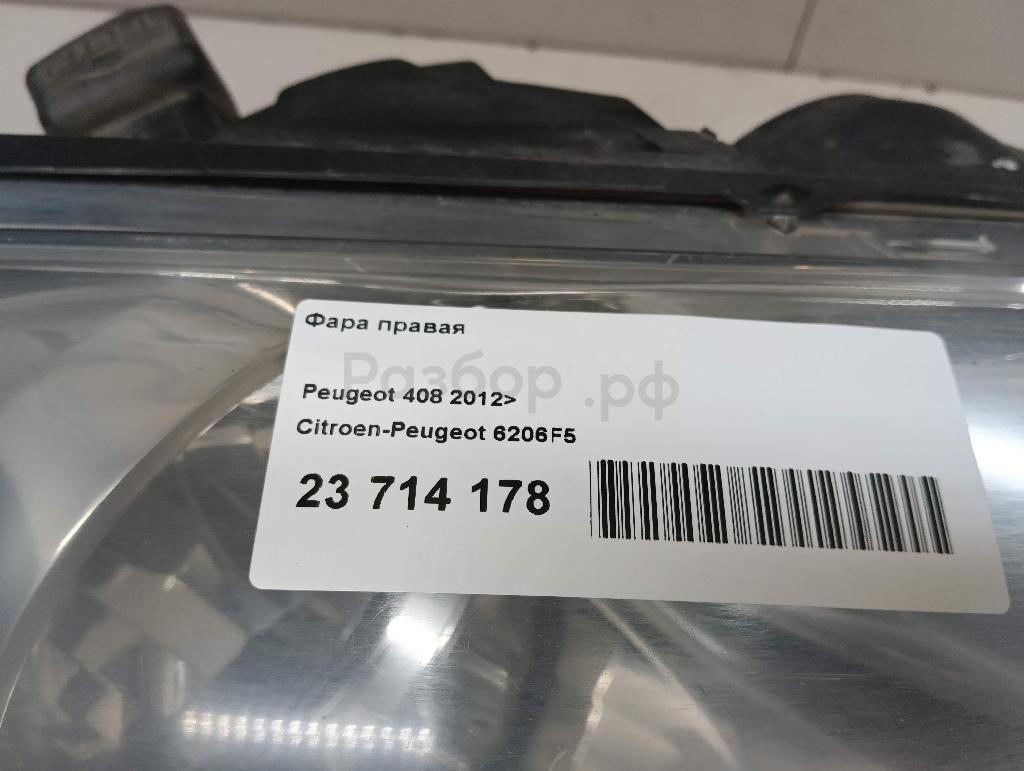 Фара правая
Разбор.рф
Peugeot 408 2012>
Citroen-Peugeot 6206F5
23 714 178